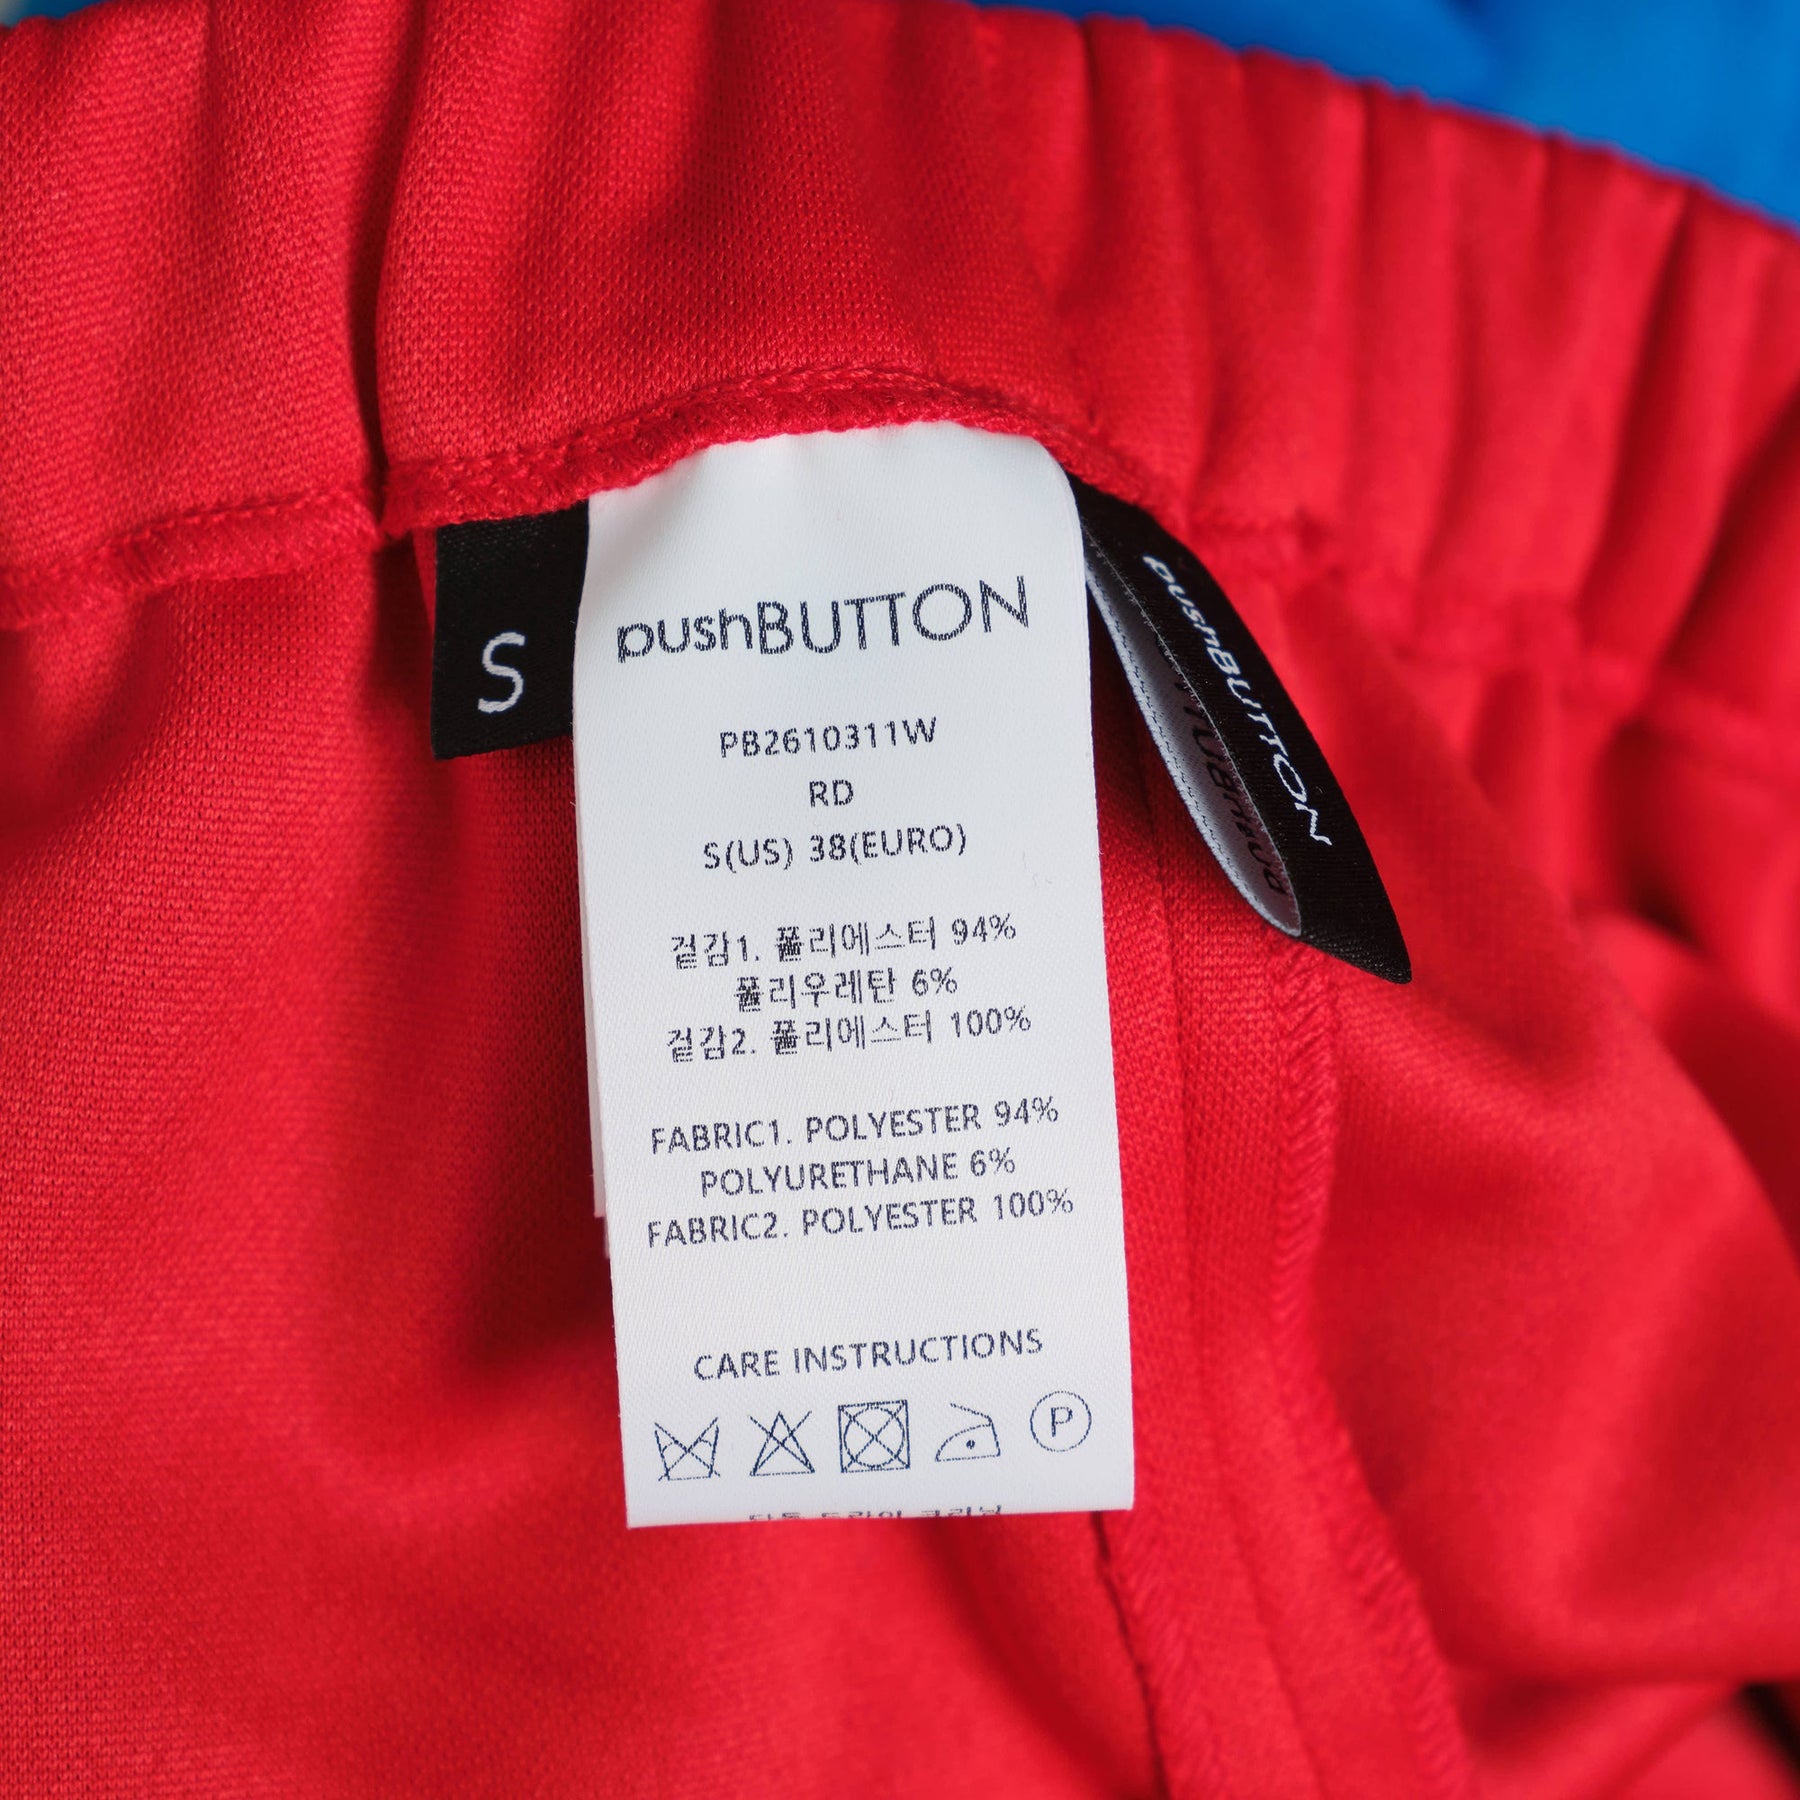 S
pushBUTTON
PB2610311W
RD
S(US) 38(EURO)
겉감1. 폴리에스터 94%
폴리우레탄 6%
겉감2. 폴리에스터 100%
FABRIC1. POLYESTER 94%
POLYURETHANE 6%
FABRIC2. POLYESTER 100%
CARE INSTRUCTIONS
P
pushBUTTON